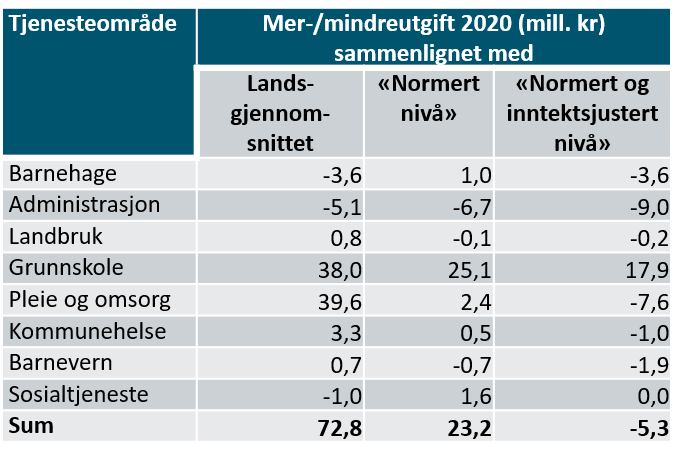 Tjenesteområde Mer-/mindreutgift 2020 (mill. kr)
sammenlignet med
Lands- «Normert «Normert og
gjennom- nivå» inntektsjustert
snittet nivå»
Barnehage -3,6 1,0 -3,6
Administrasjon -5,1 -6,7 -9,0
Landbruk 0,8 -0,1 -0,2
Grunnskole 38,0 25,1 17,9
Pleie og omsorg 39,6 2,4 -7,6
Kommunehelse 3,3 0,5 -1,0
Barnevern 0,7 -0,7 -1,9
Sosialtjeneste -1,0 1,6 0,0
Sum 72,8 23,2 -5,3